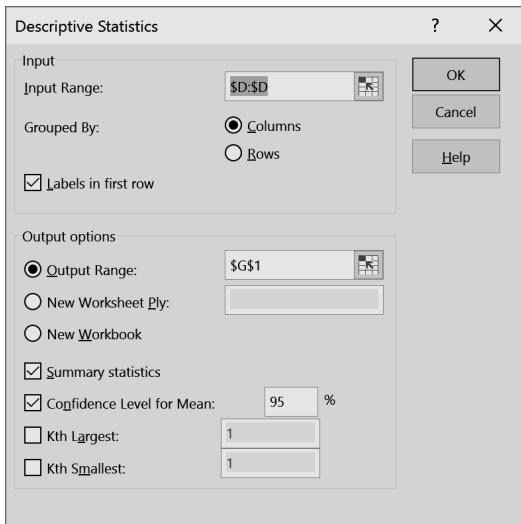 Descriptive Statistics ? ×
Input
Input Range: $D:$D
Grouped By: Columns
Rows
Labels in first row
OK
Cancel
Help
Output options
Output Range: $G$1
New Worksheet Ply:
New Workbook
Summary statistics
Confidence Level for Mean: 95 %
Kth Largest: 1
Kth Smallest: 1